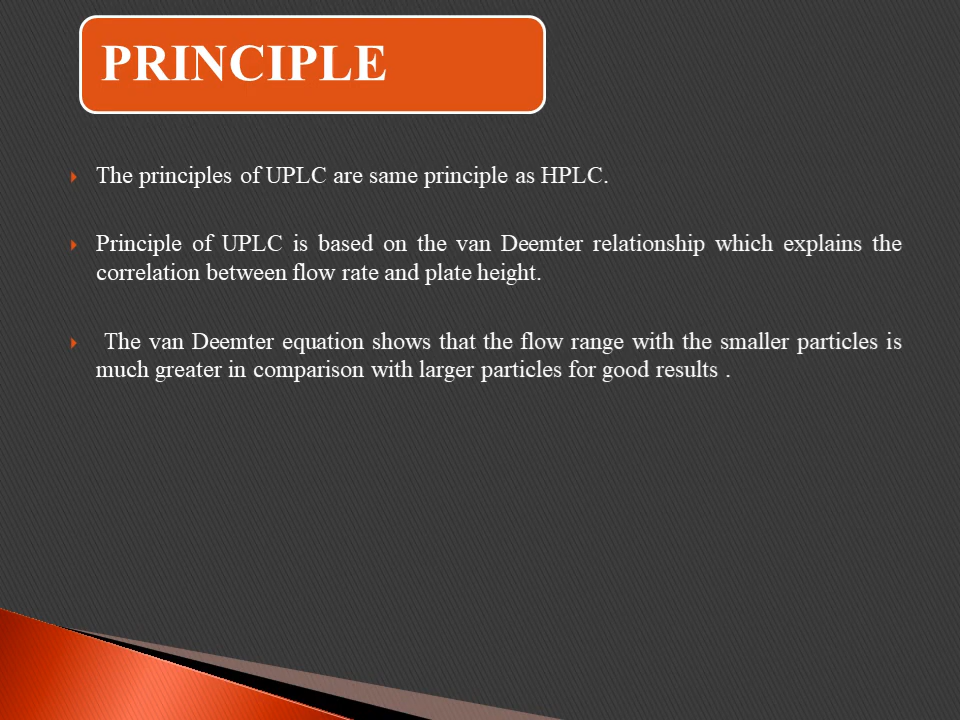 PRINCIPLE
The principles of UPLC are same principle as HPLC.
Principle of UPLC is based on the van Deemter relationship which explains the
correlation between flow rate and plate height.
The van Deemter equation shows that the flow range with the smaller particles is
much greater in comparison with larger particles for good results .